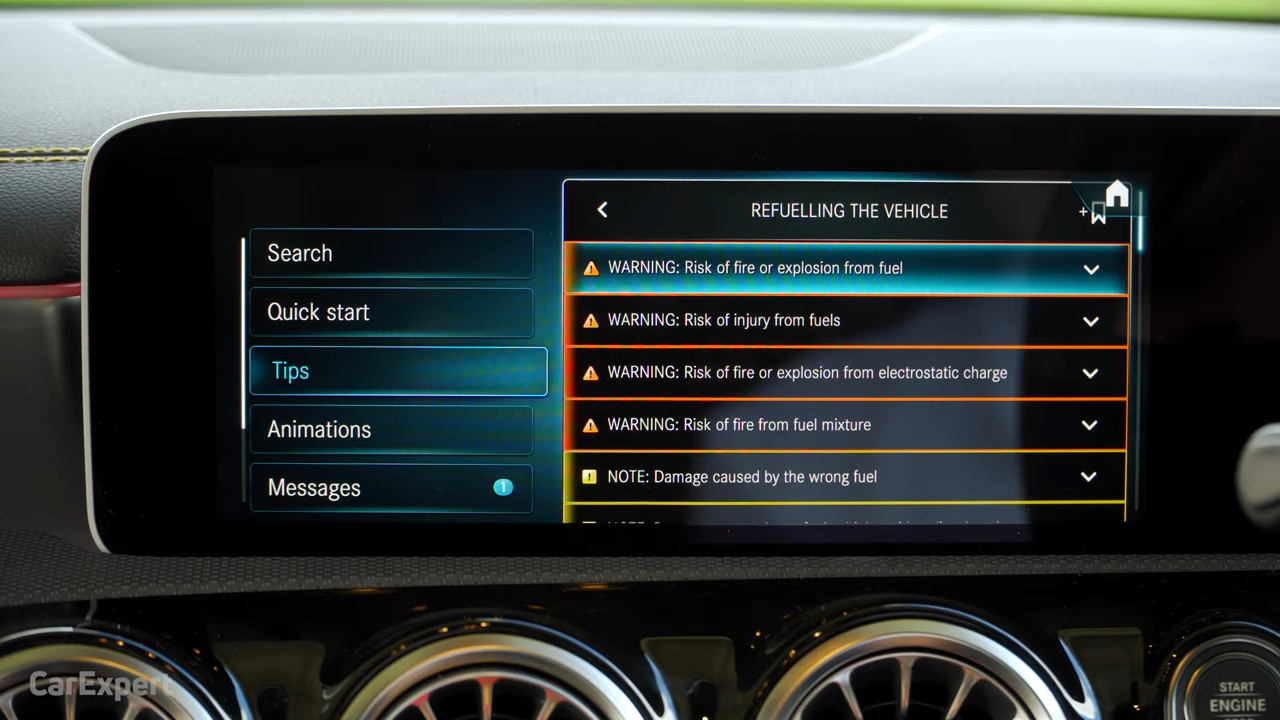 REFUELLING THE VEHICLE
Search
WARNING: Risk of fire or explosion from fuel
Quick start
WARNING: Risk of injury from fuels
Tips
WARNING: Risk of fire or explosion from electrostatic charge
Animations
WARNING: Risk of fire from fuel mixture
Messages 1
NOTE: Damage caused by the wrong fuel
CarExpert
START
ENGINE